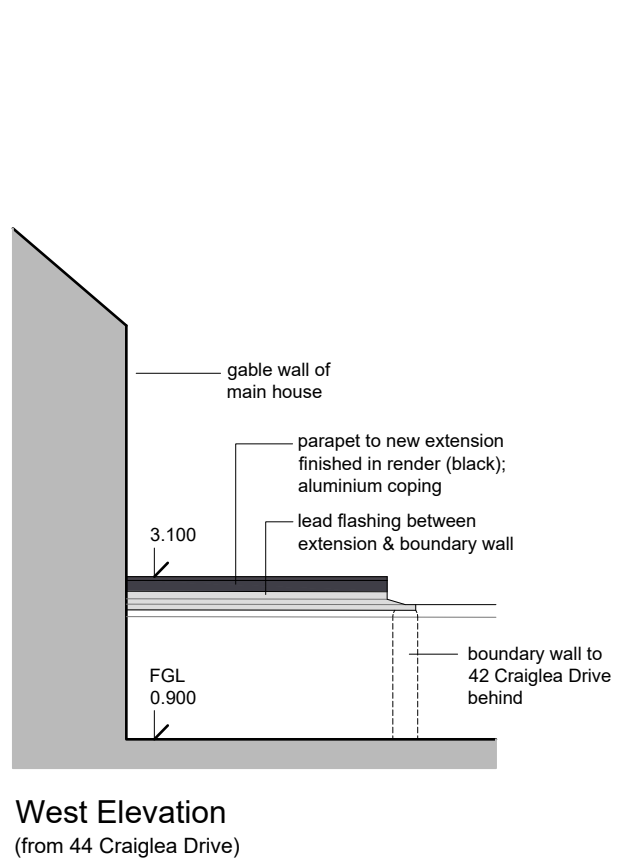 gable wall of
main house
parapet to new extension
finished in render (black);
aluminium coping
lead flashing between
extension & boundary wall
3.100
boundary wall to
42 Craiglea Drive
behind
FGL
0.900
West Elevation
(from 44 Craiglea Drive)